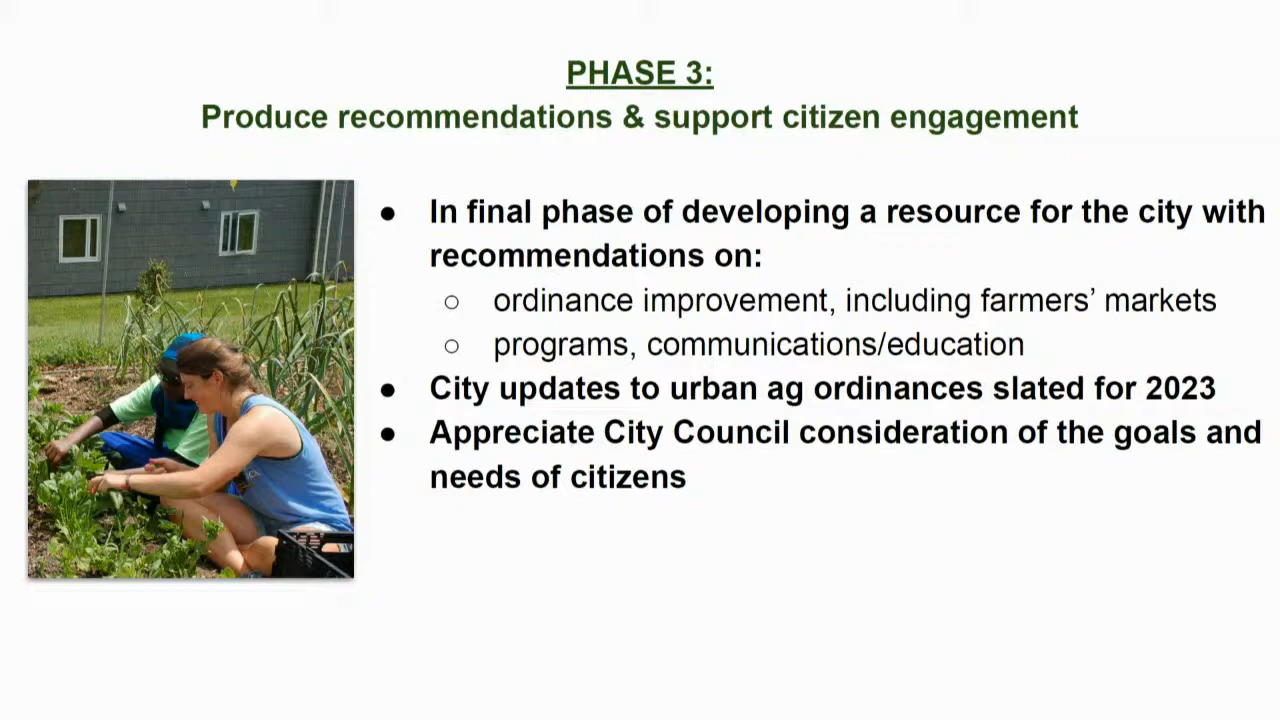 PHASE 3:
Produce recommendations & support citizen engagement
● In final phase of developing a resource for the city with
recommendations on:
○ ordinance improvement, including farmers’ markets
○ programs, communications/education
● City updates to urban ag ordinances slated for 2023
● Appreciate City Council consideration of the goals and
needs of citizens